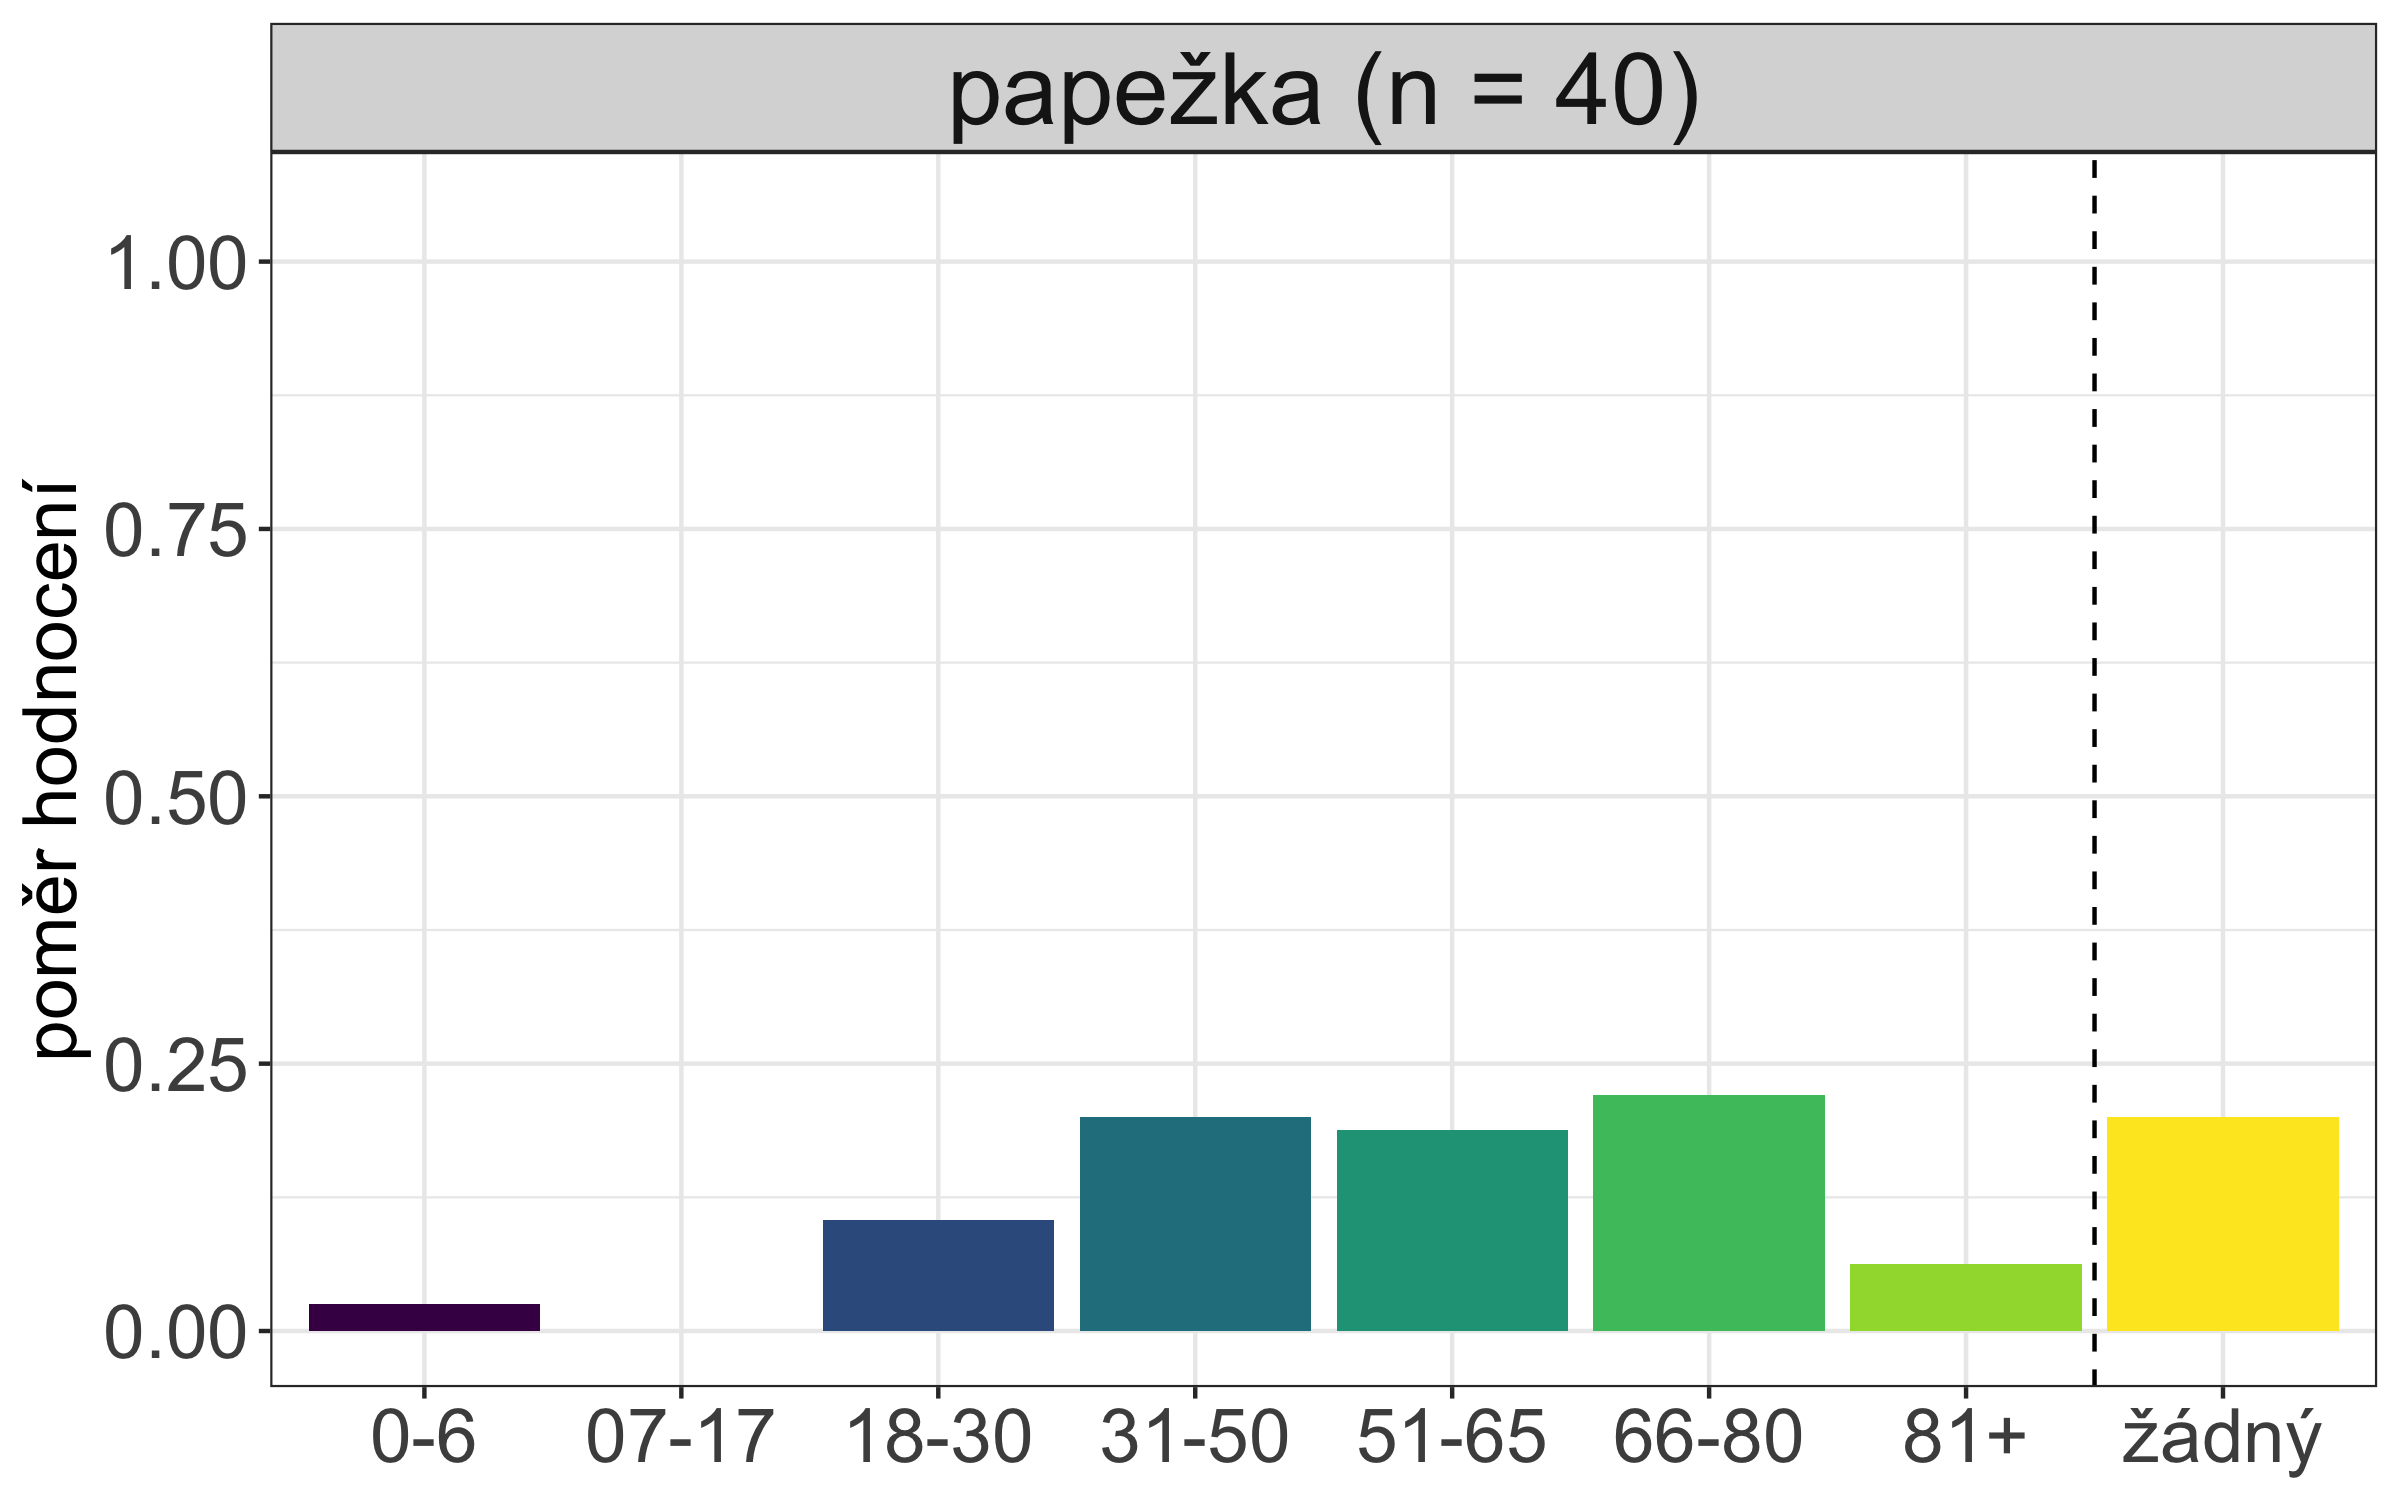 papežka (n = 40)
poměr hodnocení
1.00
0.75
0.50
0.25
0.00
0-6 07-17 18-30 31-50 51-65 66-80 81+ žádný